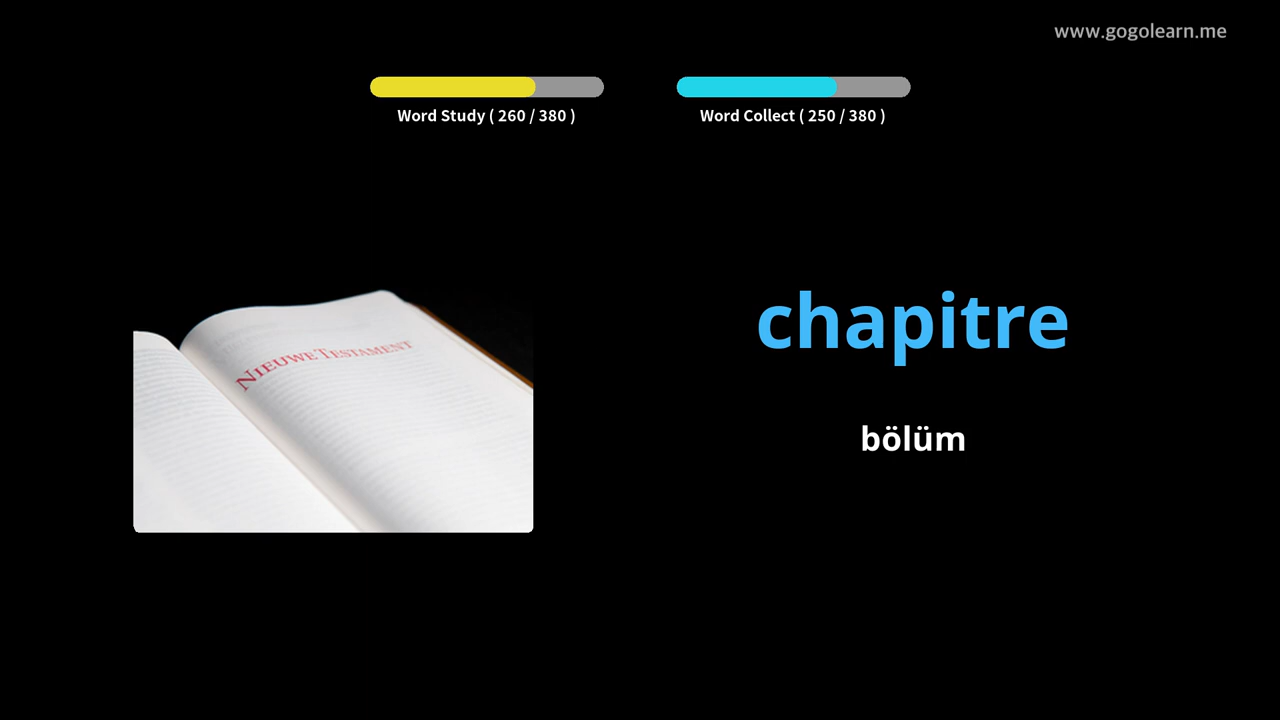 www.gogolearn.me
Word Study ( 260 / 380 )
Word Collect ( 250 / 380 )
NIEUWE TESTAMENT
chapitre
bölüm